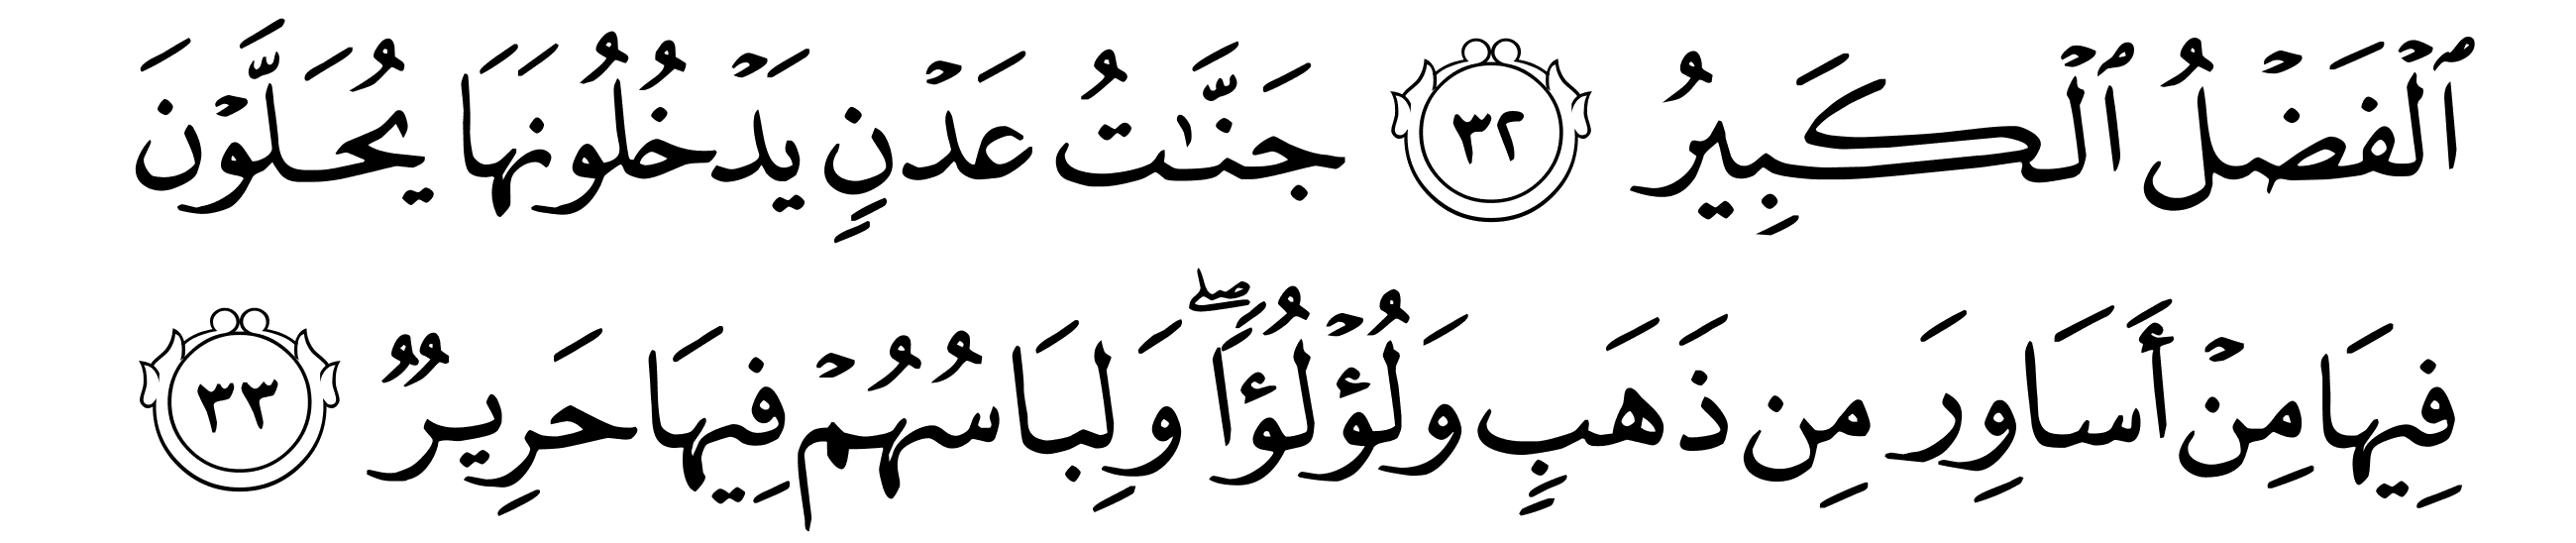 ٱلۡفَضۡلُ ٱلۡكَبِيرُ ٣٢ جَنَّٰتُ عَدۡنٖ يَدۡخُلُونَهَا يُحَلَّوۡنَ
فِيهَا مِنۡ أَسَاوِرَ مِن ذَهَبٖ وَلُؤۡلُؤٗاۖ وَلِبَاسُهُمۡ فِيهَا حَرِيرٞ ٣٣